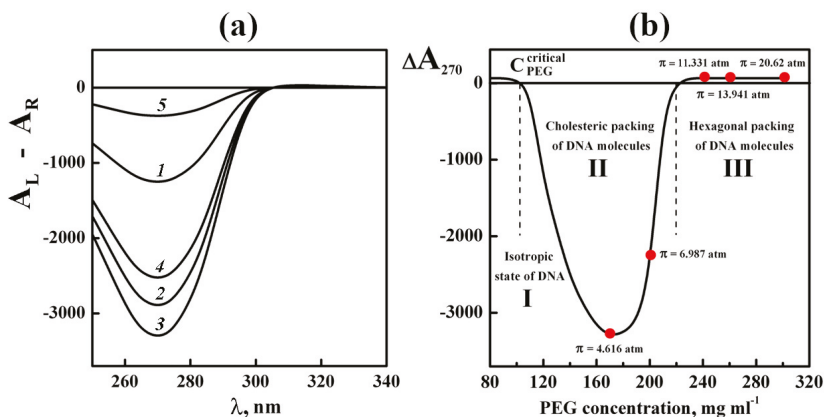 (a)
A_L - A_R
0
-1000
-2000
-3000
5
1
4
2
3
260
280
300
320
340
λ, nm
(b)
ΔA_270
C^critical_PEG
π = 11.331 atm
π = 20.62 atm
π = 13.941 atm
0
-1000
-2000
-3000
Cholesteric packing
of DNA molecules
II
Hexagonal packing
of DNA molecules
III
π = 6.987 atm
Isotropic
state of DNA
I
π = 4.616 atm
80
120
160
200
240
280
320
PEG concentration, mg ml⁻¹